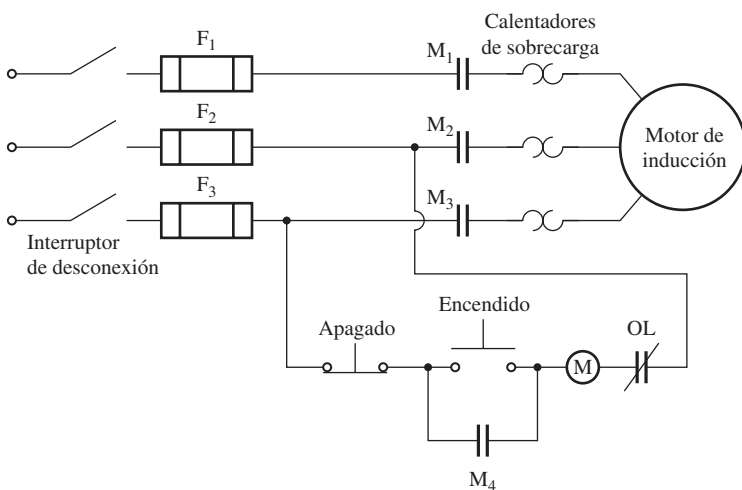 Calentadores
de sobrecarga
F₁
M₁
F₂
M₂
Motor de
inducción
F₃
M₃
Interruptor
de desconexión
Encendido
Apagado
OL
M
M₄